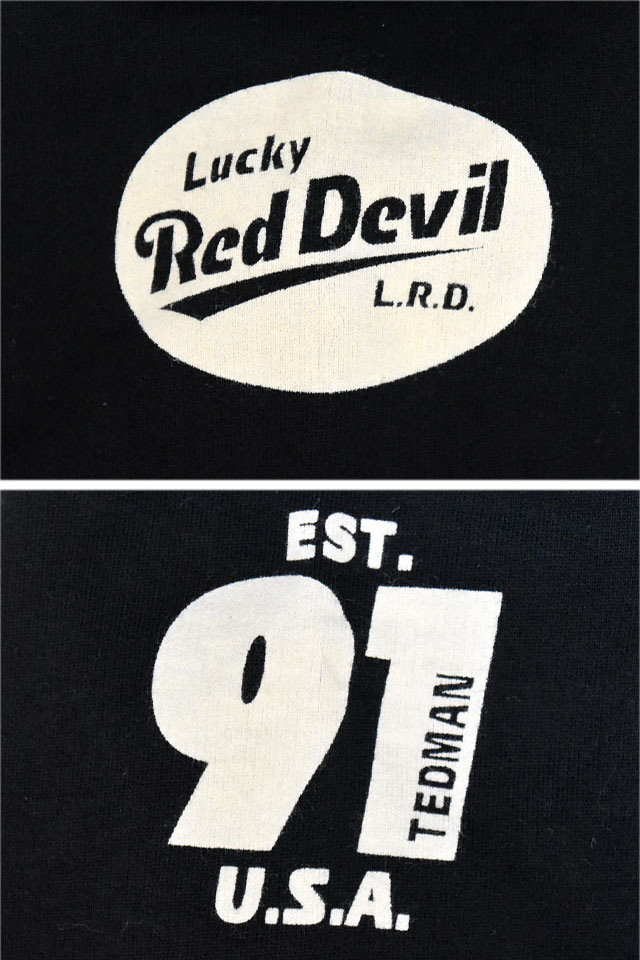 Lucky
Red Devil
L.R.D.
EST.
91
TEDMAN
U.S.A.